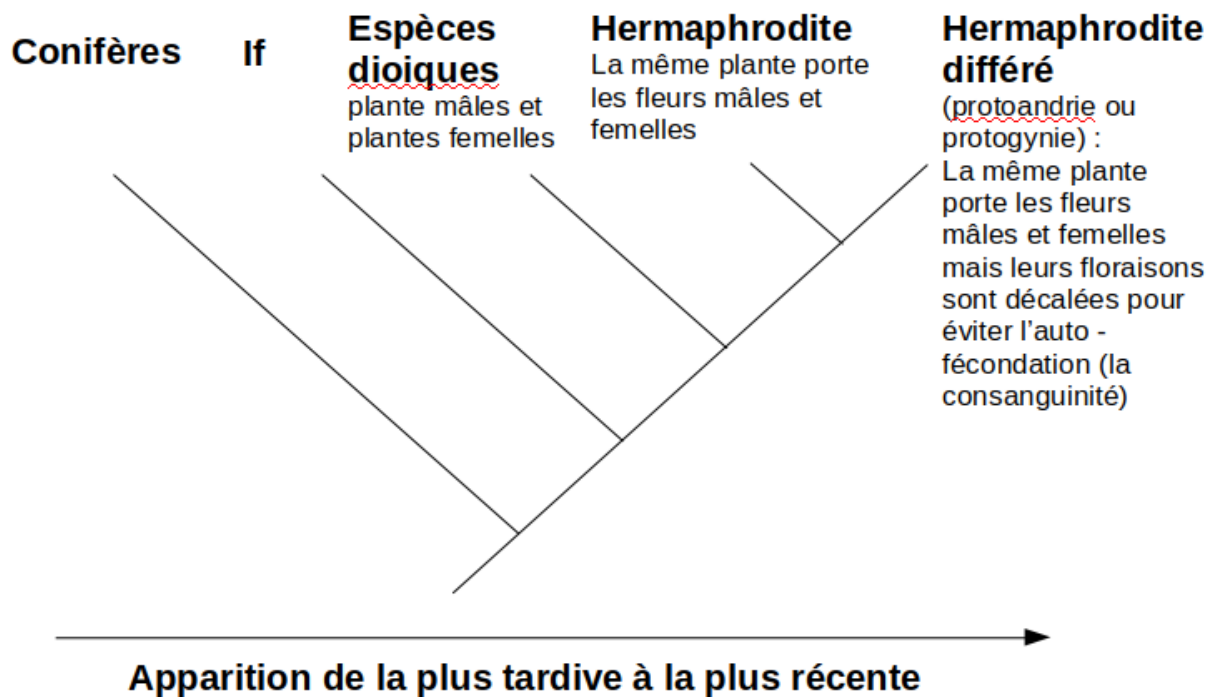 Conifères
If
Espèces
dioiques
plante mâles et
plantes femelles
Hermaphrodite
La même plante porte
les fleurs mâles et
femelles
Hermaphrodite
différé
(protoandrie ou
protogynie) :
La même plante
porte les fleurs
mâles et femelles
mais leurs floraisons
sont décalées pour
éviter l’auto -
fécondation (la
consanguinité)
Apparition de la plus tardive à la plus récente